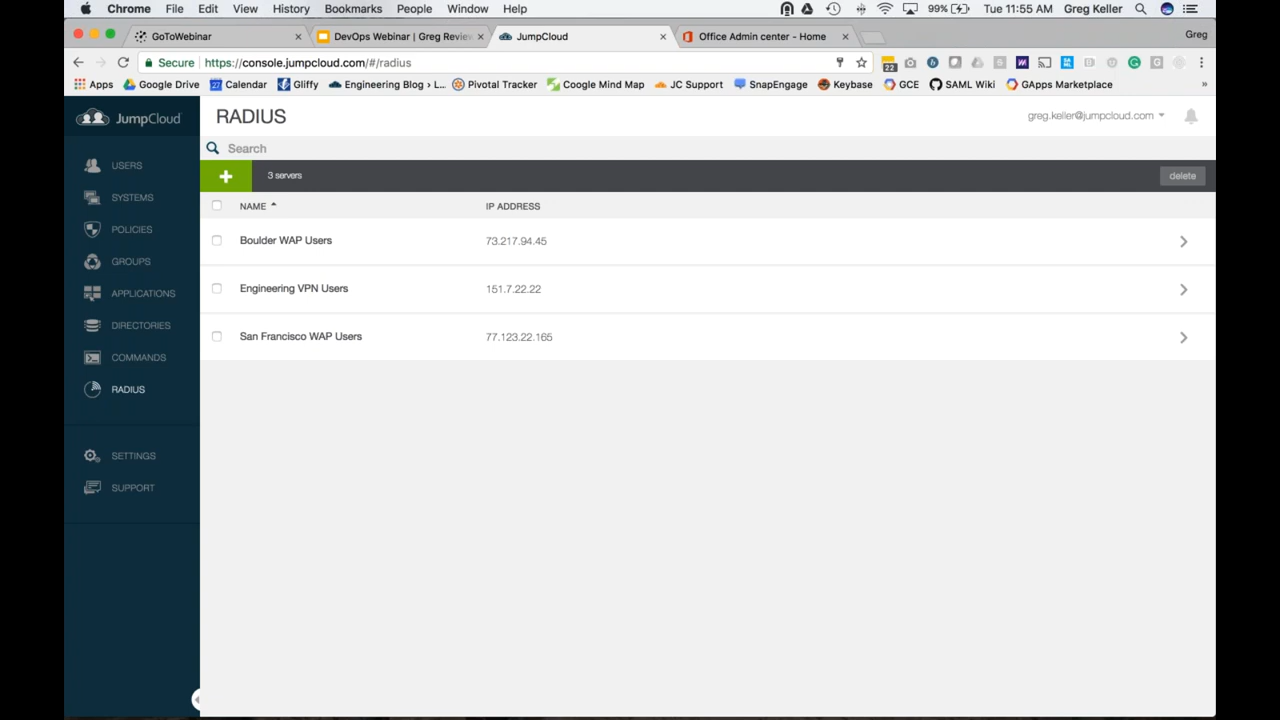 Chrome File Edit View History Bookmarks People Window Help 99% Tue 11:55 AM Greg Keller
GoToWebinar DevOps Webinar | Greg Review JumpCloud Office Admin center - Home Greg
Secure https://console.jumpcloud.com/#/radius 22
Apps Google Drive 27 Calendar Gliffy Engineering Blog › L... Pivotal Tracker Google Mind Map JC Support SnapEngage Keybase GCE SAML Wiki GApps Marketplace »
JumpCloud RADIUS greg.keller@jumpcloud.com
Search
+ 3 servers delete
NAME IP ADDRESS
Boulder WAP Users 73.217.94.45
Engineering VPN Users 151.7.22.22
San Francisco WAP Users 77.123.22.165
USERS
SYSTEMS
POLICIES
GROUPS
APPLICATIONS
DIRECTORIES
COMMANDS
RADIUS
SETTINGS
SUPPORT